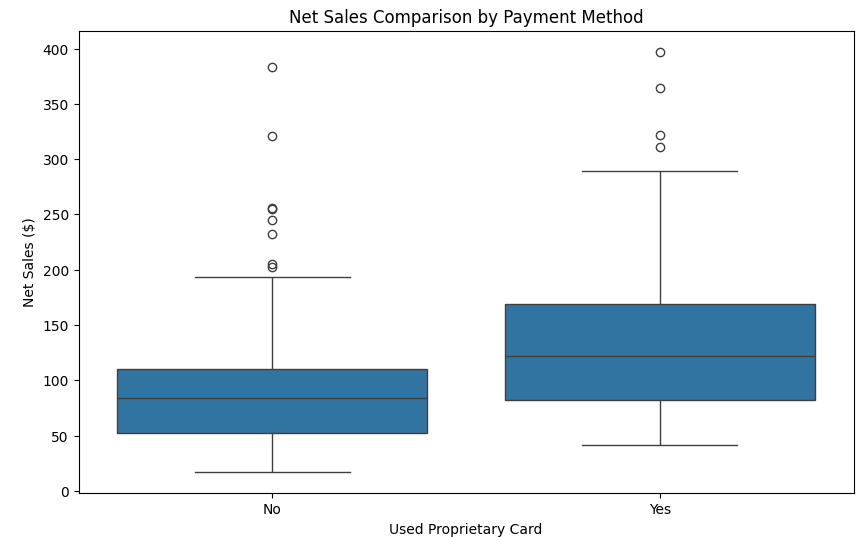 Net Sales Comparison by Payment Method
Net Sales ($)
400
350
300
250
200
150
100
50
0
No
Yes
Used Proprietary Card